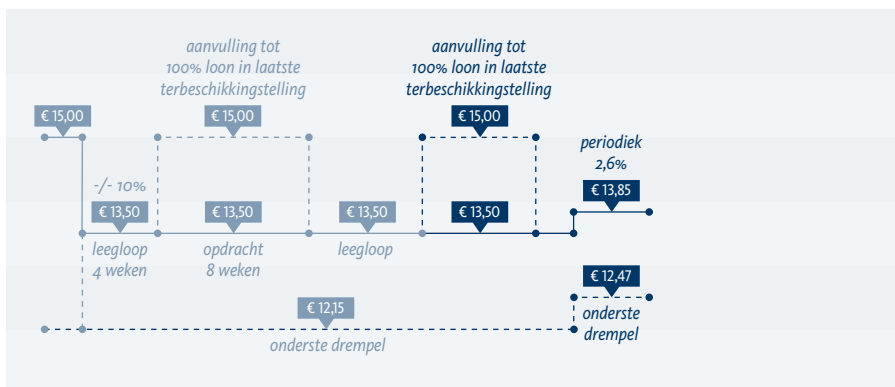 aanvulling tot
100% loon in laatste
terbeschikkingstelling
aanvulling tot
100% loon in laatste
terbeschikkingstelling
€ 15,00
€ 15,00
€ 15,00
periodiek
2,6%
-/- 10%
€ 13,85
€ 13,50
€ 13,50
€ 13,50
€ 13,50
leegloop
4 weken
opdracht
8 weken
leegloop
€ 12,47
€ 12,15
onderste
drempel
onderste drempel